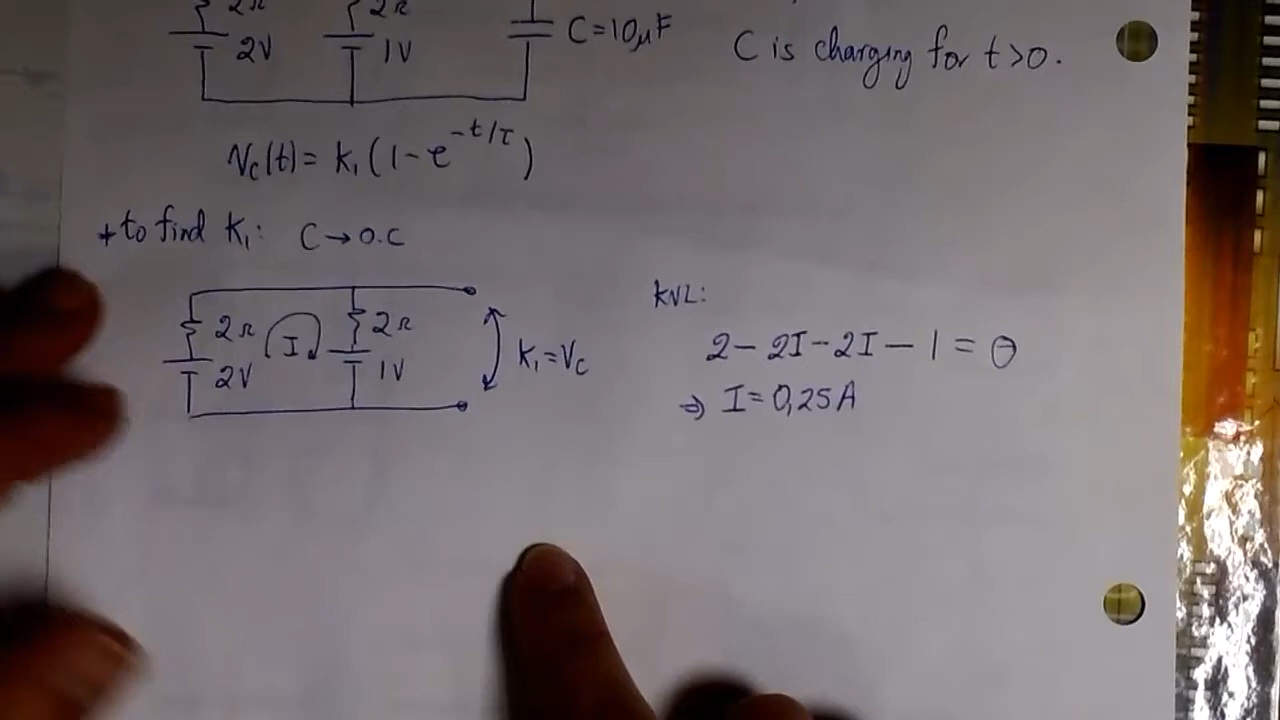 2Ω 2Ω
2V 1V C=10μF C is charging for t>0.
Vc(t)= K₁(1-e^-t/τ)
+to find K₁: C→O.C
KVL:
2Ω I 2Ω K₁=Vc 2-2I-2I-1=0
2V 1V
⇒ I=0,25A